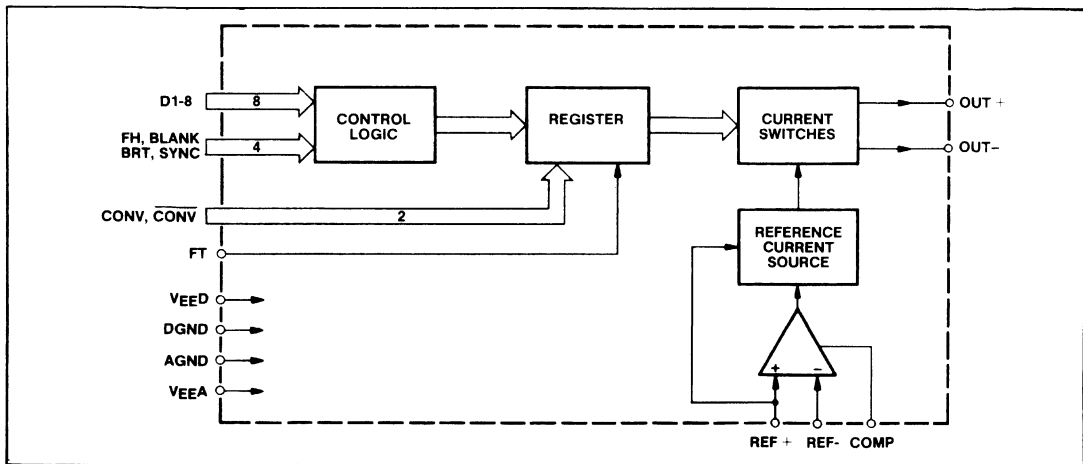 D1-8
8
FH, BLANK
BRT, SYNC
4
CONTROL
LOGIC
REGISTER
CURRENT
SWITCHES
OUT +
OUT-
CONV, C̅O̅N̅V̅
2
FT
REFERENCE
CURRENT
SOURCE
VEED
DGND
AGND
VEEA
+
-
REF +
REF-
COMP